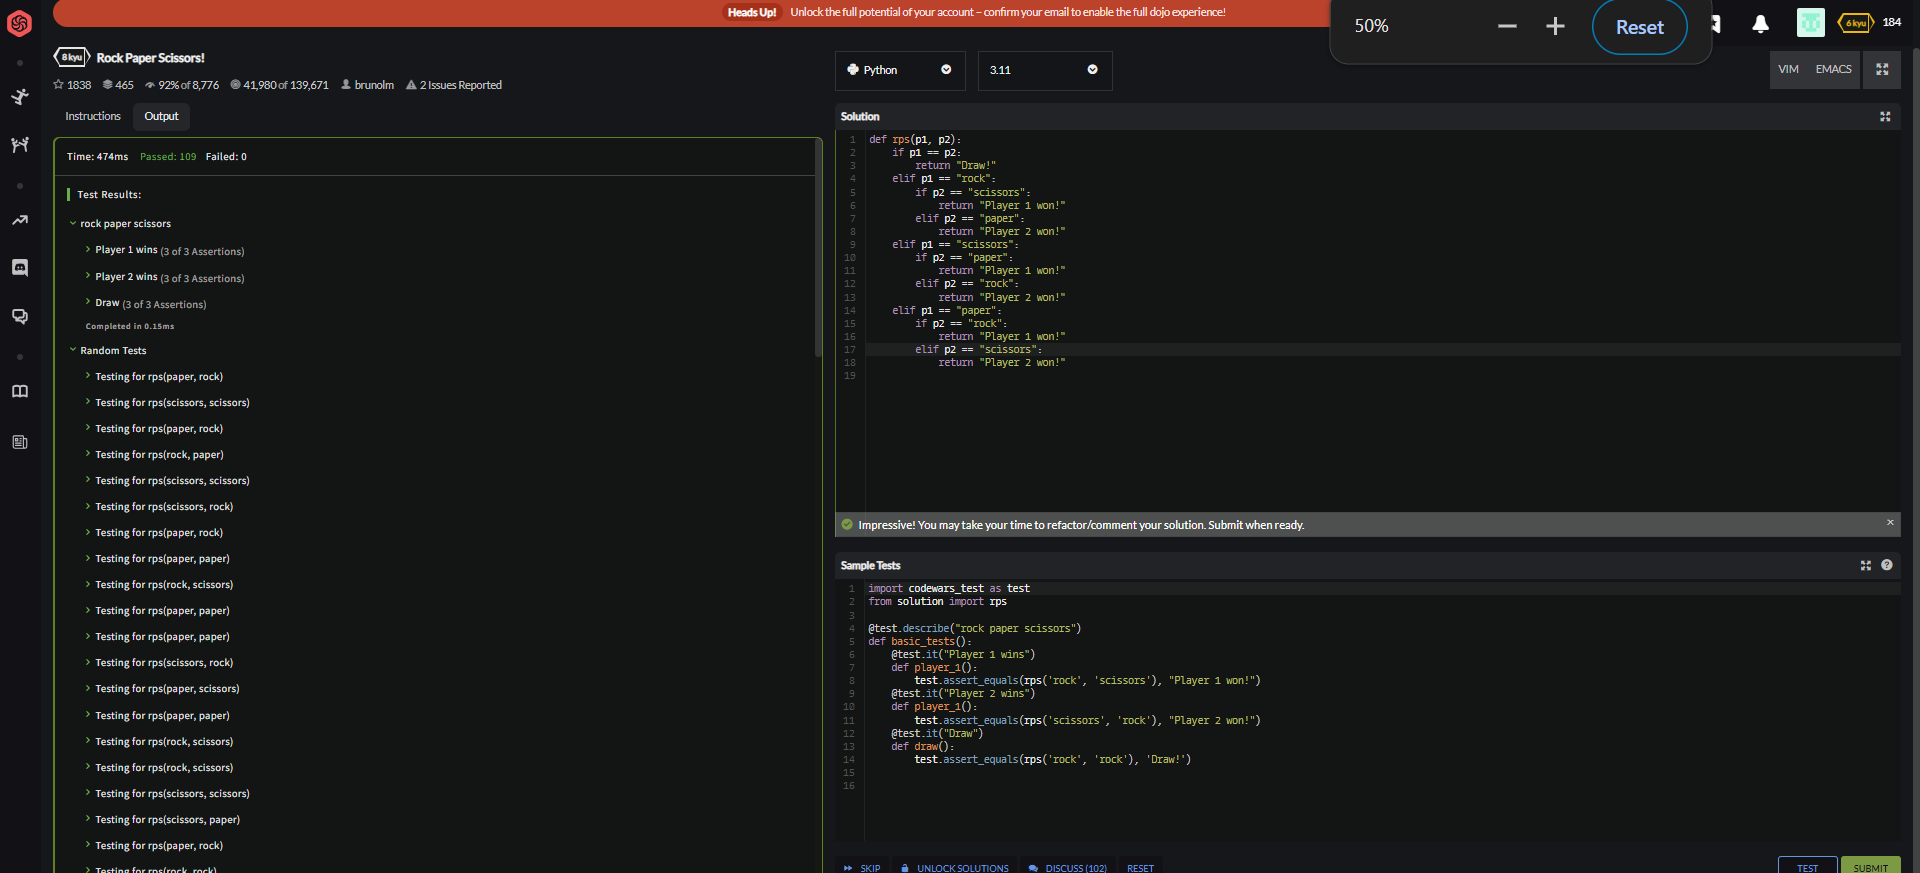 Heads Up! Unlock the full potential of your account – confirm your email to enable the full dojo experience!
50%
Reset
6 kyu 184
8 kyu Rock Paper Scissors!
1838 465 92% of 8,776 41,980 of 139,671 brunolm 2 Issues Reported
Python 3.11
VIM EMACS
Instructions Output
Time: 474ms Passed: 109 Failed: 0
Test Results:
rock paper scissors
Player 1 wins (3 of 3 Assertions)
Player 2 wins (3 of 3 Assertions)
Draw (3 of 3 Assertions)
Completed in 0.15ms
Random Tests
Testing for rps(paper, rock)
Testing for rps(scissors, scissors)
Testing for rps(paper, rock)
Testing for rps(rock, paper)
Testing for rps(scissors, scissors)
Testing for rps(scissors, rock)
Testing for rps(paper, rock)
Testing for rps(paper, paper)
Testing for rps(rock, scissors)
Testing for rps(paper, paper)
Testing for rps(paper, paper)
Testing for rps(scissors, rock)
Testing for rps(paper, scissors)
Testing for rps(paper, paper)
Testing for rps(rock, scissors)
Testing for rps(rock, scissors)
Testing for rps(scissors, scissors)
Testing for rps(scissors, paper)
Testing for rps(paper, rock)
Testing for rps(rock, rock)
Solution
1 def rps(p1, p2):
2 if p1 == p2:
3 return "Draw!"
4 elif p1 == "rock":
5 if p2 == "scissors":
6 return "Player 1 won!"
7 elif p2 == "paper":
8 return "Player 2 won!"
9 elif p1 == "scissors":
10 if p2 == "paper":
11 return "Player 1 won!"
12 elif p2 == "rock":
13 return "Player 2 won!"
14 elif p1 == "paper":
15 if p2 == "rock":
16 return "Player 1 won!"
17 elif p2 == "scissors":
18 return "Player 2 won!"
19
Impressive! You may take your time to refactor/comment your solution. Submit when ready.
Sample Tests
1 import codewars_test as test
2 from solution import rps
3
4 @test.describe("rock paper scissors")
5 def basic_tests():
6 @test.it("Player 1 wins")
7 def player_1():
8 test.assert_equals(rps('rock', 'scissors'), "Player 1 won!")
9 @test.it("Player 2 wins")
10 def player_1():
11 test.assert_equals(rps('scissors', 'rock'), "Player 2 won!")
12 @test.it("Draw")
13 def draw():
14 test.assert_equals(rps('rock', 'rock'), 'Draw!')
15
16
SKIP UNLOCK SOLUTIONS DISCUSS (102) RESET TEST SUBMIT